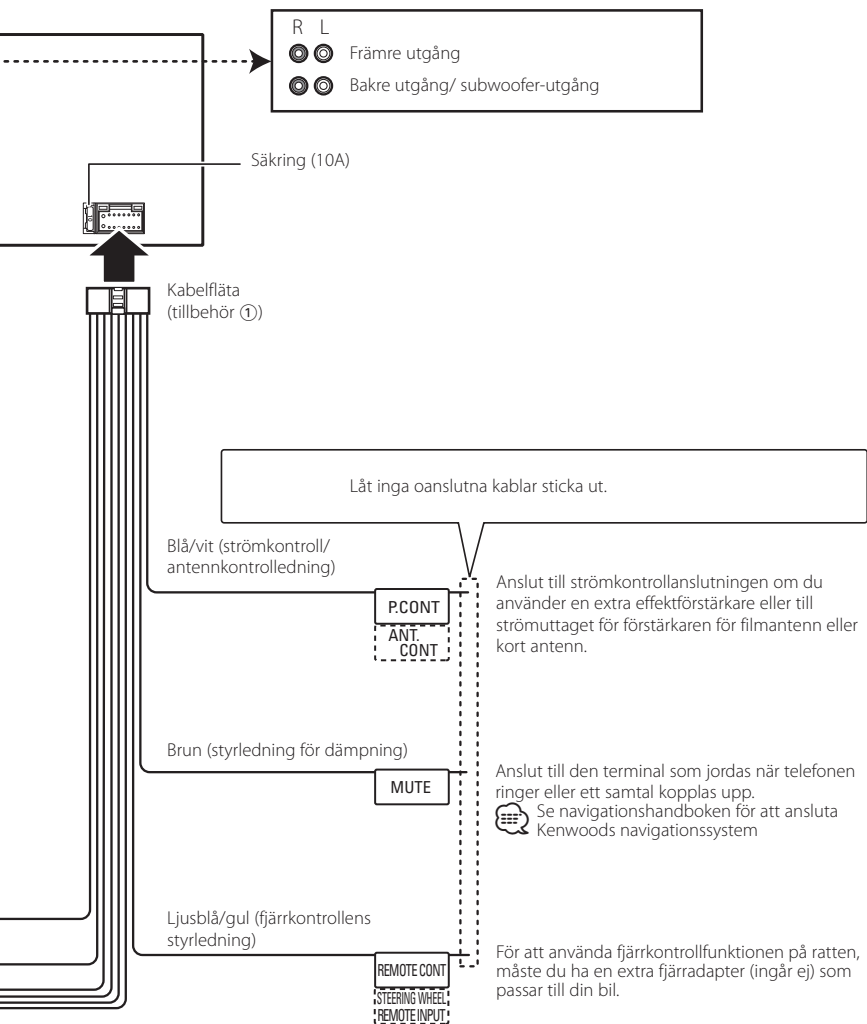 R L
Främre utgång
Bakre utgång/ subwoofer-utgång
Säkring (10A)
Kabelfläta
(tillbehör ①)
Låt inga oanslutna kablar sticka ut.
Blå/vit (strömkontroll/
antennkontrolledning)
P.CONT
ANT.
CONT
Anslut till strömkontrollanslutningen om du
använder en extra effektförstärkare eller till
strömuttaget för förstärkaren för filmantenn eller
kort antenn.
Brun (styrledning för dämpning)
MUTE
Anslut till den terminal som jordas när telefonen
ringer eller ett samtal kopplas upp.
Se navigationshandboken för att ansluta
Kenwoods navigationssystem
Ljusblå/gul (fjärrkontrollens
styrledning)
REMOTE CONT
STEERING WHEEL
REMOTE INPUT
För att använda fjärrkontrollfunktionen på ratten,
måste du ha en extra fjärradapter (ingår ej) som
passar till din bil.